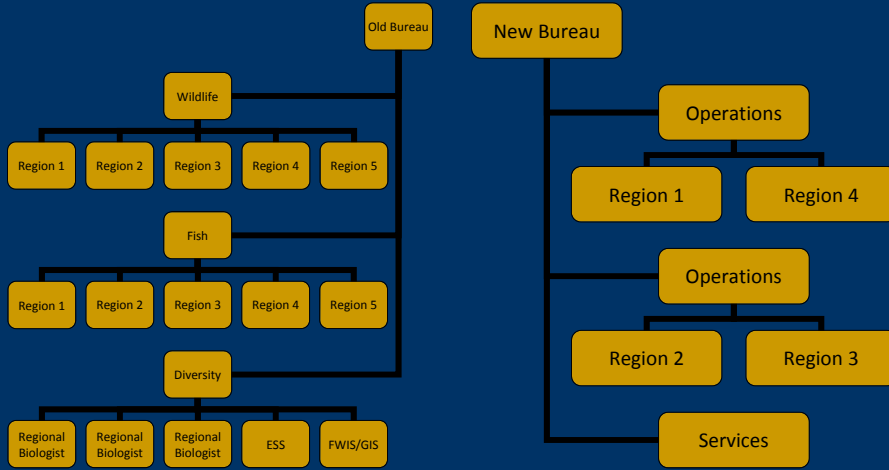 Old Bureau
Wildlife
Region 1
Region 2
Region 3
Region 4
Region 5
Fish
Region 1
Region 2
Region 3
Region 4
Region 5
Diversity
Regional
Biologist
Regional
Biologist
Regional
Biologist
ESS
FWIS/GIS
New Bureau
Operations
Region 1
Region 4
Operations
Region 2
Region 3
Services